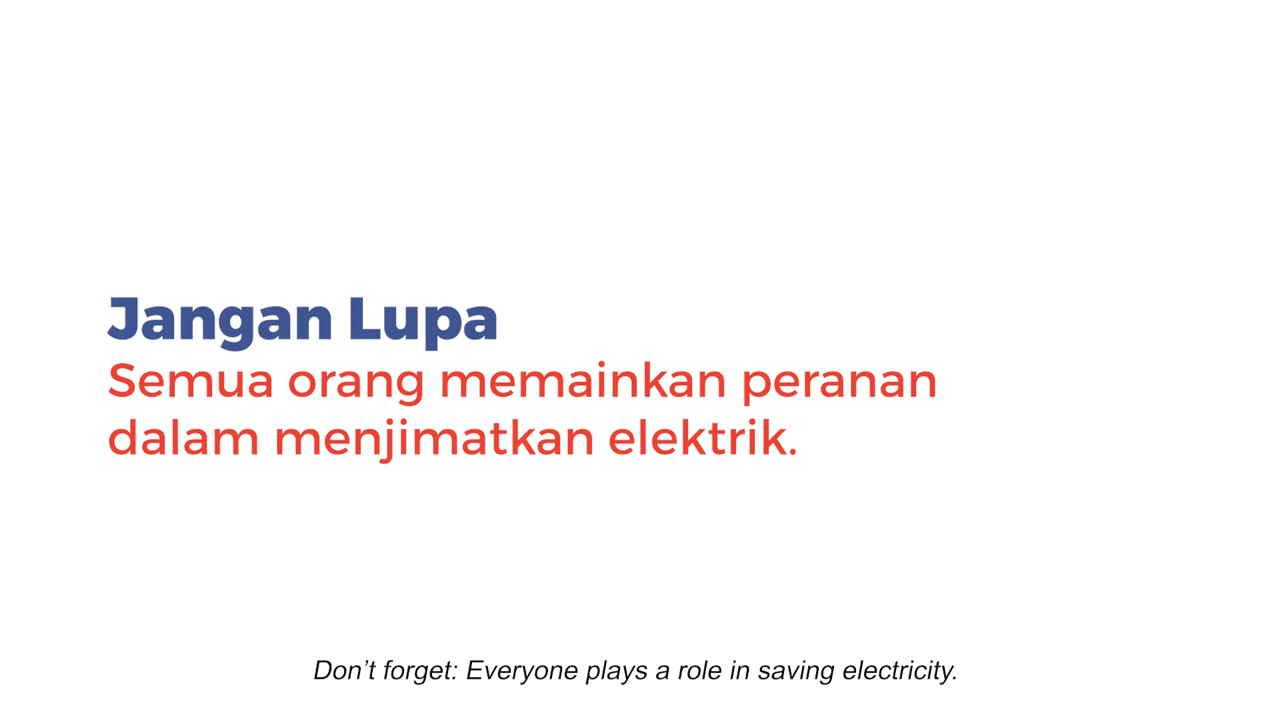 Jangan Lupa
Semua orang memainkan peranan
dalam menjimatkan elektrik.
Don't forget: Everyone plays a role in saving electricity.